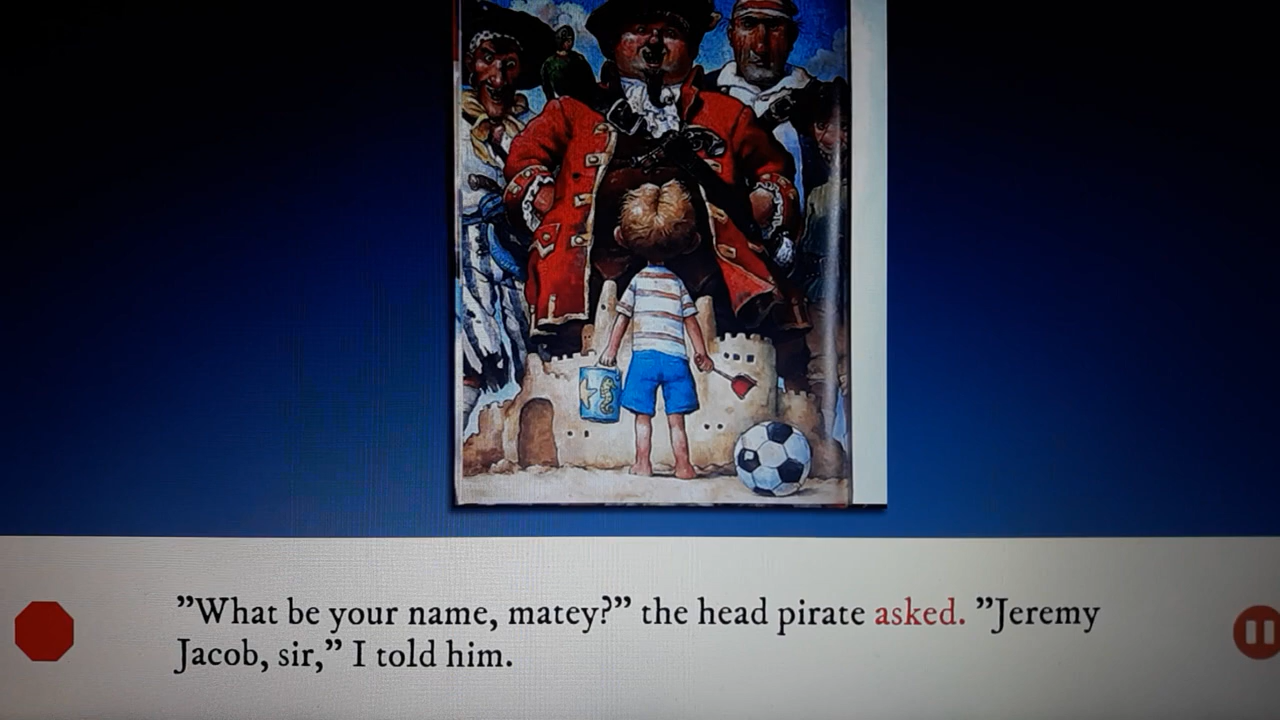 ”What be your name, matey?” the head pirate asked. ”Jeremy
Jacob, sir,” I told him.